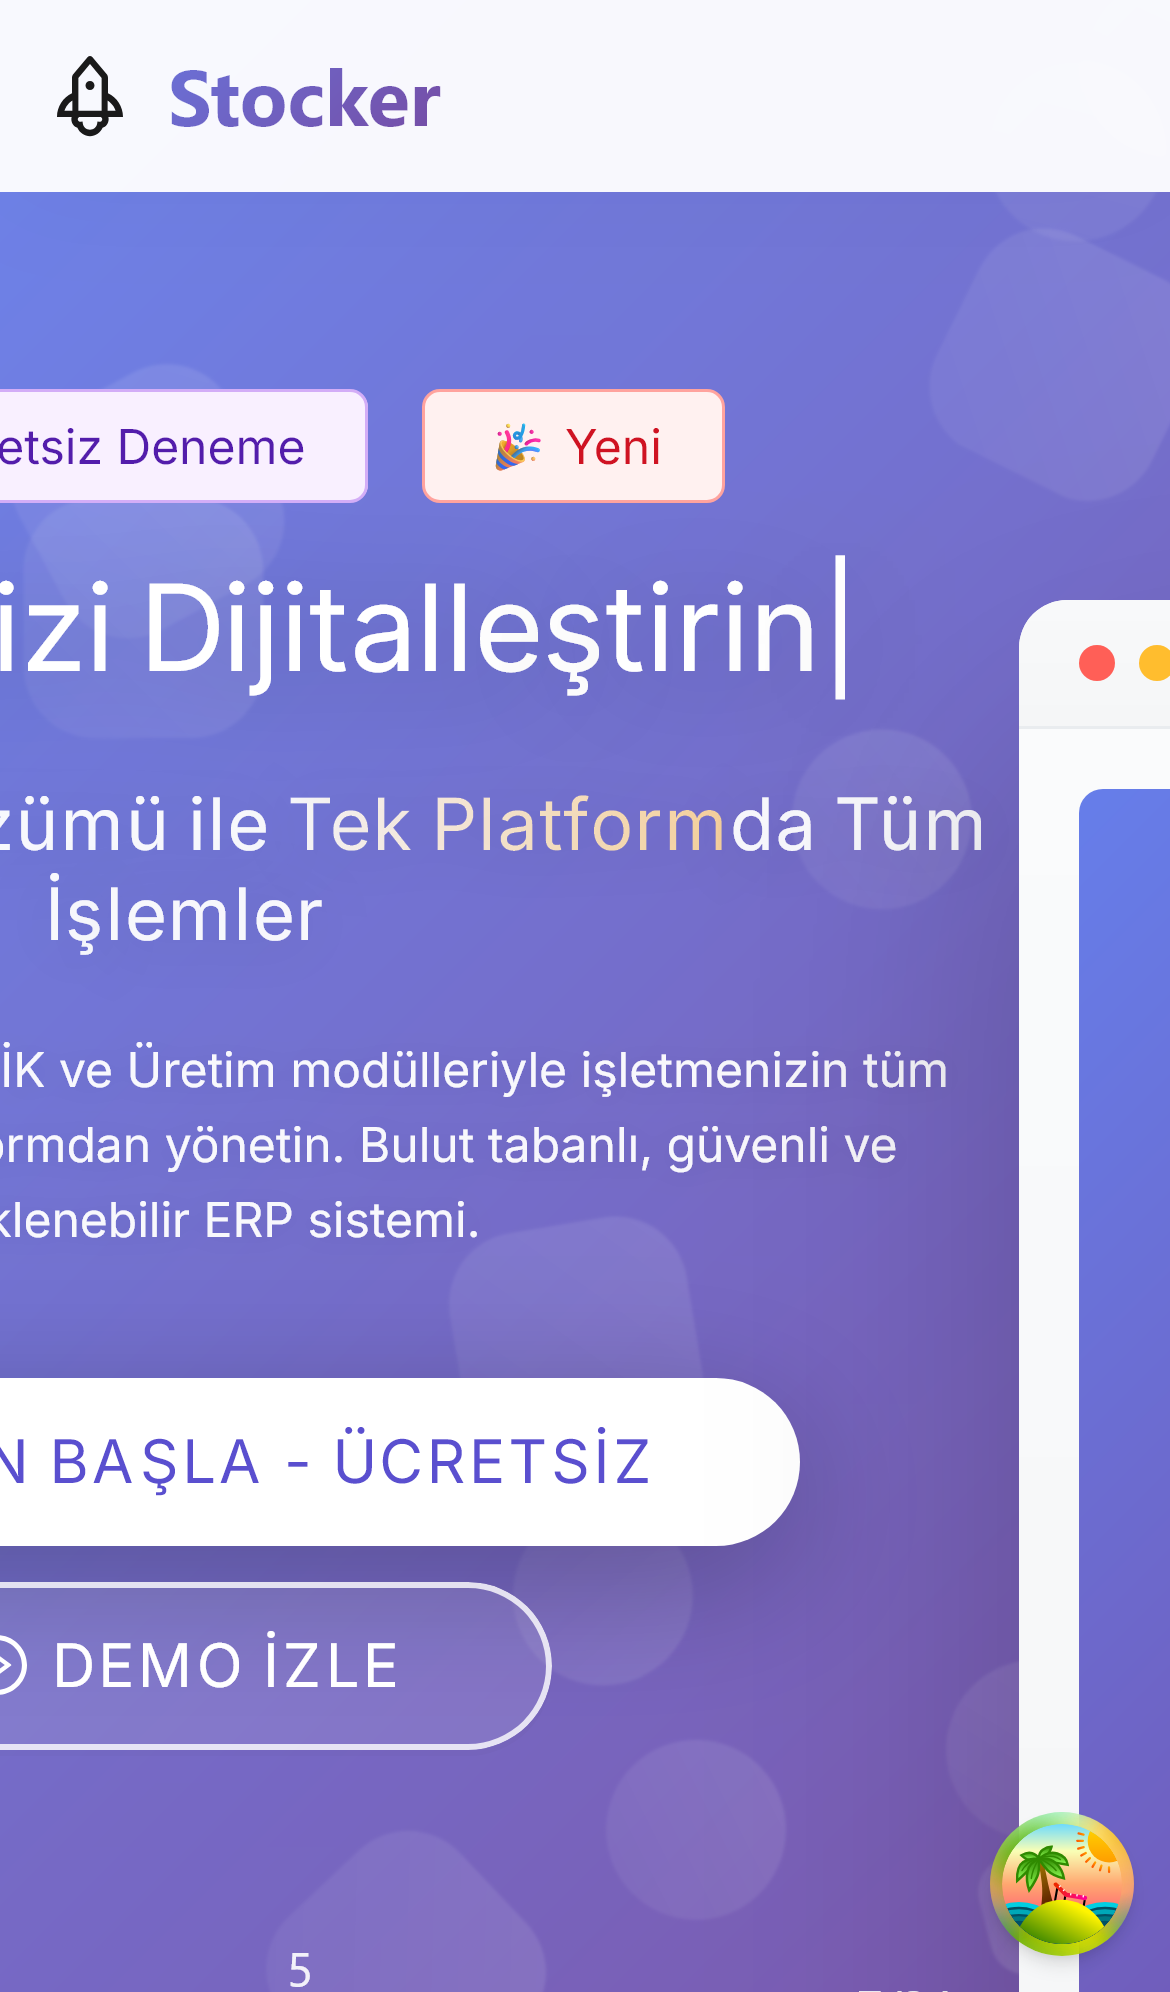 Stocker
etsiz Deneme
Yeni
izi Dijitalleştirin
zümü ile Tek Platformda Tüm
İşlemler
İK ve Üretim modülleriyle işletmenizin tüm
ormdan yönetin. Bulut tabanlı, güvenli ve
klenebilir ERP sistemi.
N BAŞLA - ÜCRETSİZ
DEMO İZLE
5